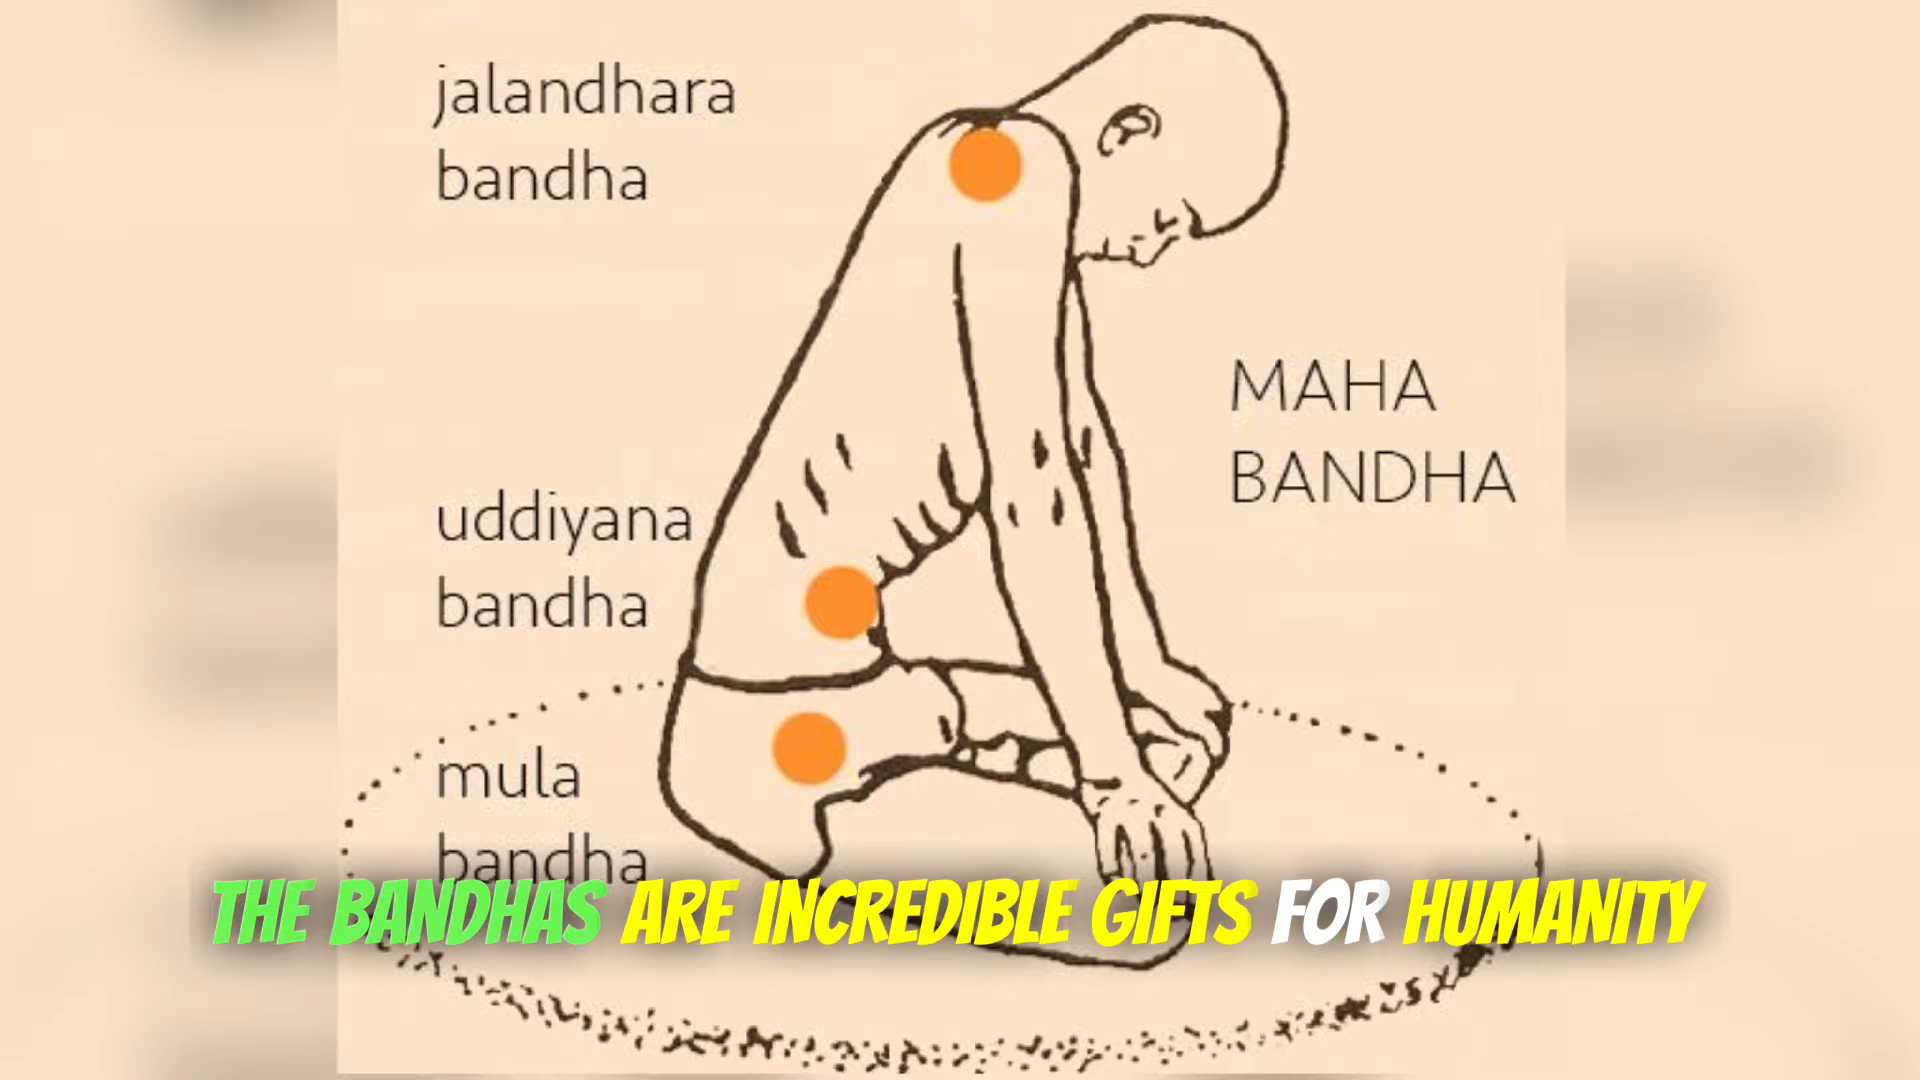 jalandhara
bandha
MAHA
BANDHA
uddiyana
bandha
mula
bandha
THE BANDHAS ARE INCREDIBLE GIFTS FOR HUMANITY